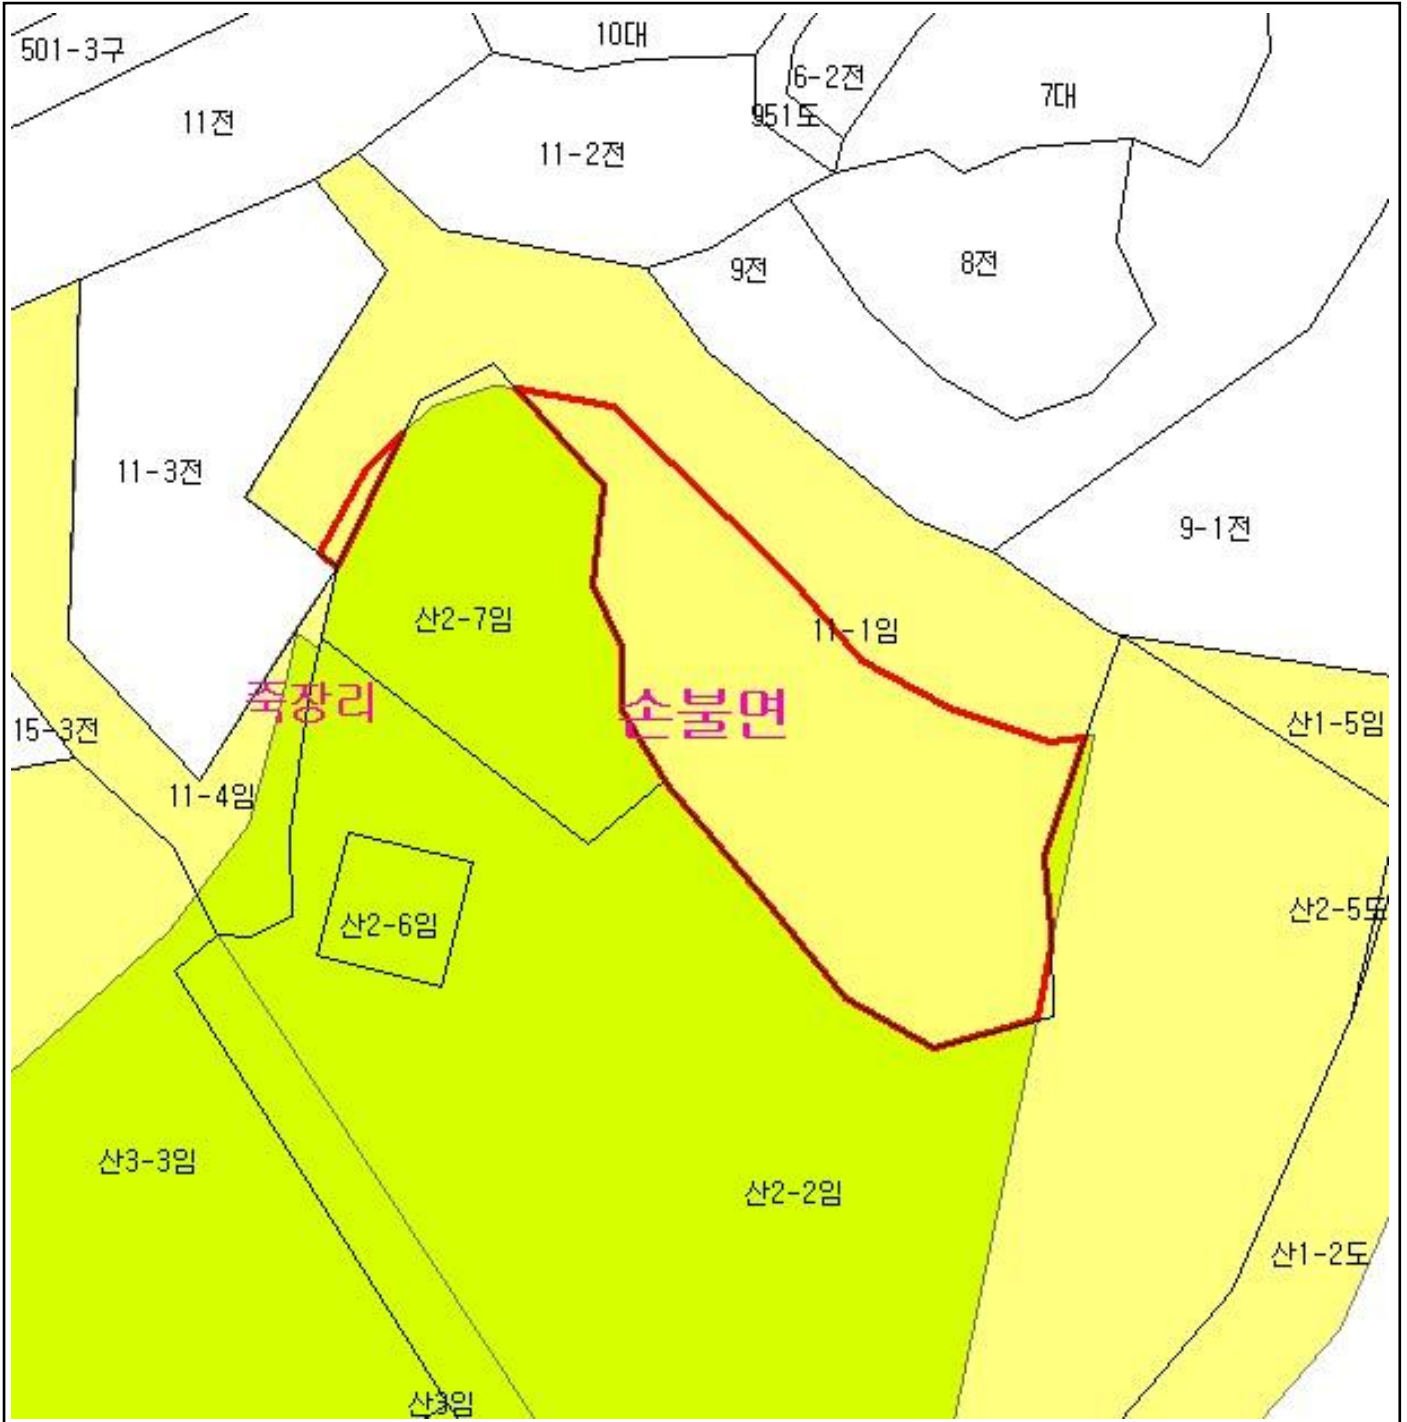 10대
501-3구
6-2전
7대
951도
11전
11-2전
9전
8전
11-3전
9-1전
산2-7임
11-1임
죽장리
손불면
산1-5임
15-3전
11-4임
산2-5도
산2-6임
산3-3임
산2-2임
산1-2도
산3임